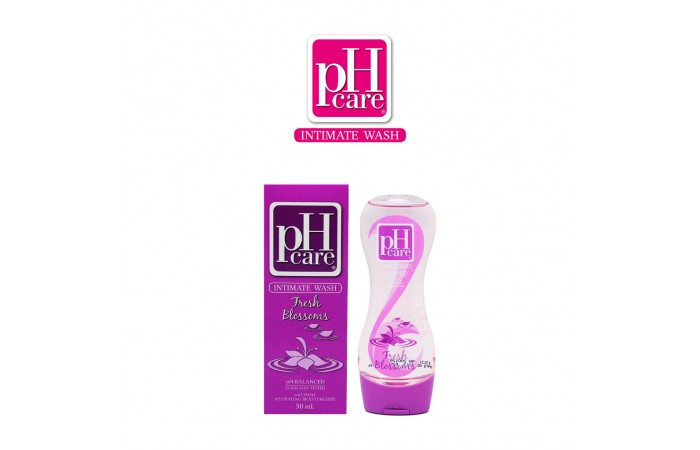 pH
care
®
INTIMATE WASH
pH
care
®
INTIMATE WASH
Fresh
Blossoms
pH-BALANCED
CLINICALLY TESTED
HYDRATING MOISTURIZERS
50 mL
pH
care
Fresh
Blossoms